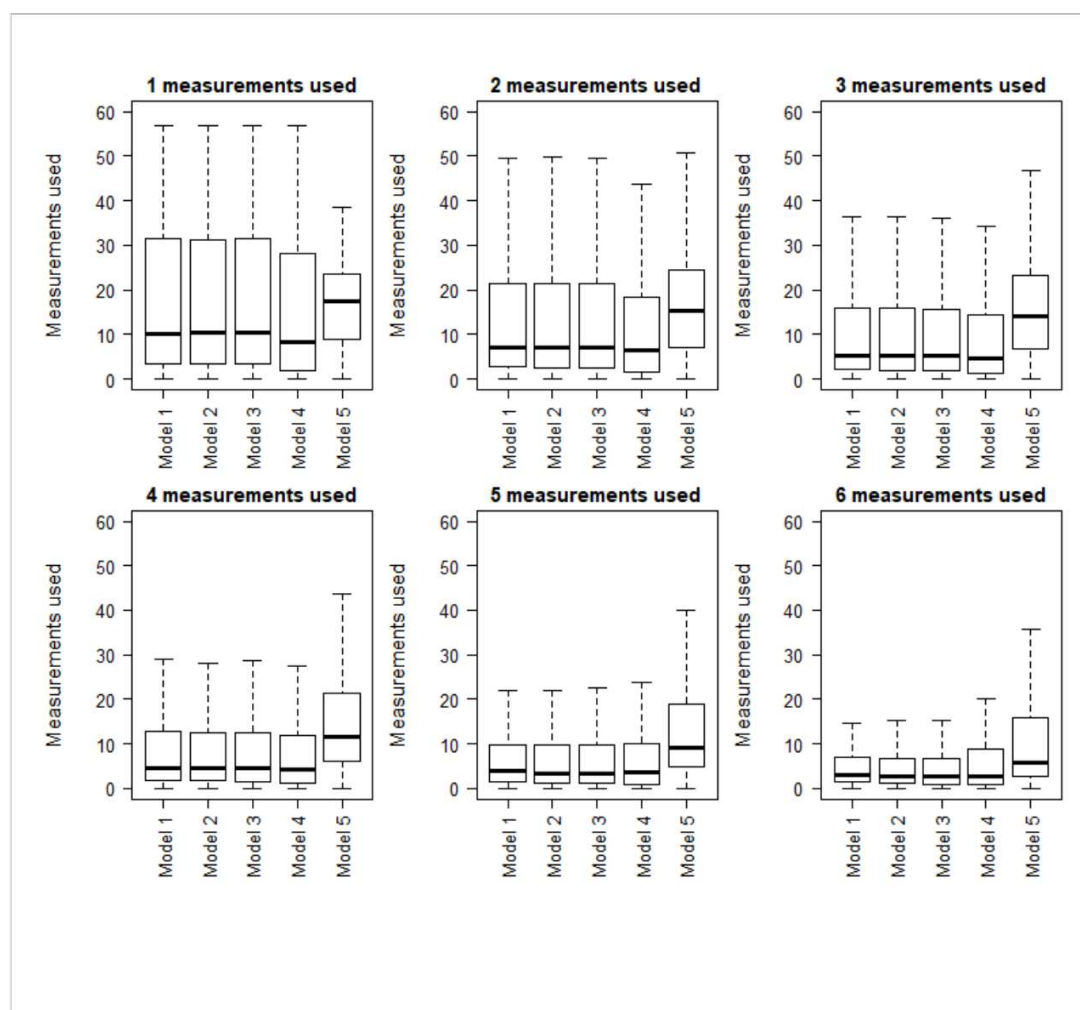 1 measurements used
2 measurements used
3 measurements used
Measurements used
60
50
40
30
20
10
0
Model 1
Model 2
Model 3
Model 4
Model 5
Measurements used
60
50
40
30
20
10
0
Model 1
Model 2
Model 3
Model 4
Model 5
Measurements used
60
50
40
30
20
10
0
Model 1
Model 2
Model 3
Model 4
Model 5
4 measurements used
5 measurements used
6 measurements used
Measurements used
60
50
40
30
20
10
0
Model 1
Model 2
Model 3
Model 4
Model 5
Measurements used
60
50
40
30
20
10
0
Model 1
Model 2
Model 3
Model 4
Model 5
Measurements used
60
50
40
30
20
10
0
Model 1
Model 2
Model 3
Model 4
Model 5